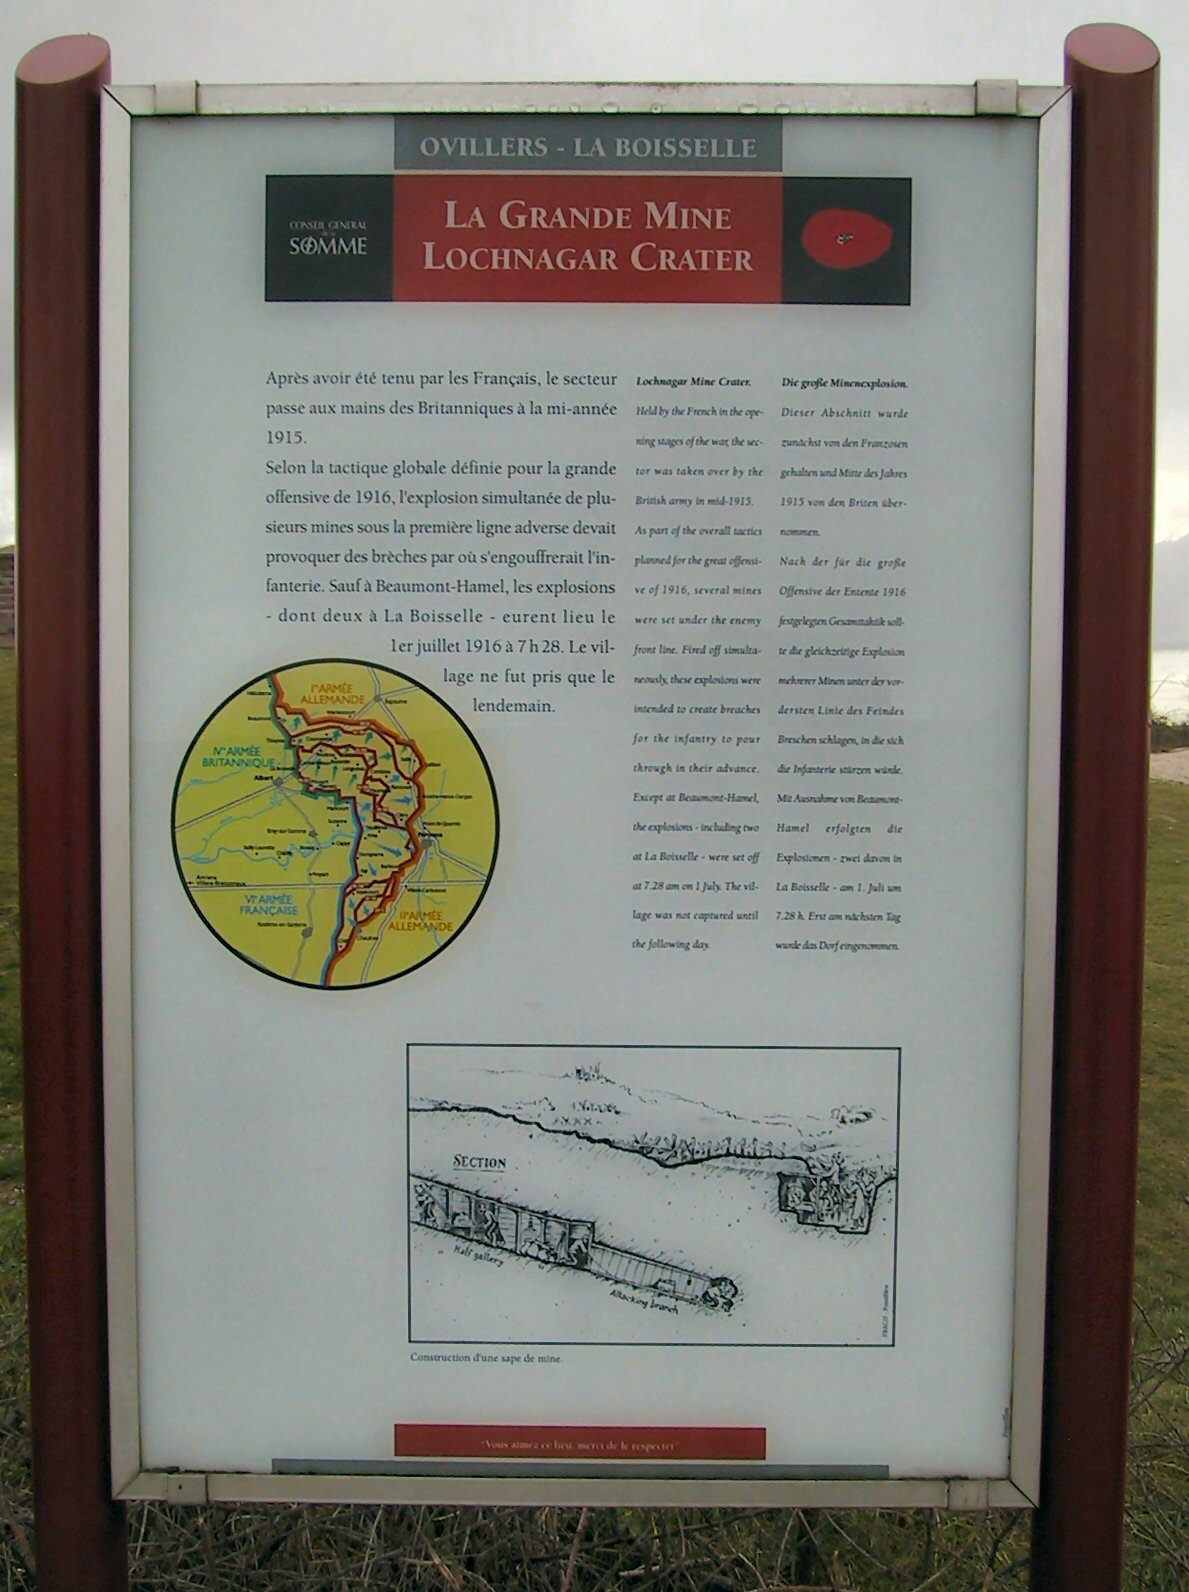 OVILLERS - LA BOISSELLE
CONSEIL GENERAL
de la
SOMME
LA GRANDE MINE
LOCHNAGAR CRATER
Après avoir été tenu par les Français, le secteur
passe aux mains des Britanniques à la mi-année
1915.
Selon la tactique globale définie pour la grande
offensive de 1916, l'explosion simultanée de plu-
sieurs mines sous la première ligne adverse devait
provoquer des brèches par où s'engouffrerait l'in-
fanterie. Sauf à Beaumont-Hamel, les explosions
- dont deux à La Boisselle - eurent lieu le
1er juillet 1916 à 7 h 28. Le vil-
lage ne fut pris que le
lendemain.
Lochnagar Mine Crater.
Held by the French in the ope-
ning stages of the war, the sec-
tor was taken over by the
British army in mid-1915.
As part of the overall tactics
planned for the great offensi-
ve of 1916, several mines
were set under the enemy
front line. Fired off simulta-
neously, these explosions were
intended to create breaches
for the infantry to pour
through in their advance.
Except at Beaumont-Hamel,
the explosions - including two
at La Boisselle - were set off
at 7.28 am on 1 July. The vil-
lage was not captured until
the following day.
Die große Minenexplosion.
Dieser Abschnitt wurde
zunächst von den Franzosen
gehalten und Mitte des Jahres
1915 von den Briten über-
nommen.
Nach der für die große
Offensive der Entente 1916
festgelegten Gesamttaktik soll-
te die gleichzeitige Explosion
mehrerer Minen unter der vor-
dersten Linie des Feindes
Breschen schlagen, in die sich
die Infanterie stürzen würde.
Mit Ausnahme von Beaumont-
Hamel erfolgten die
Explosionen - zwei davon in
La Boisselle - am 1. Juli um
7.28 h. Erst am nächsten Tag
wurde das Dorf eingenommen.
Iere ARMÉE
ALLEMANDE
IVe ARMÉE
BRITANNIQUE
Albert
Bray-sur-Somme
Cappy
Proyart
Amiens
Villers-Bretonneux
VIe ARMÉE
FRANÇAISE
IIe ARMÉE
ALLEMANDE
Chaulnes
SECTION
Half gallery
Attacking branch
Construction d'une sape de mine.
"Vous aimez ce lieu, merci de le respecter"